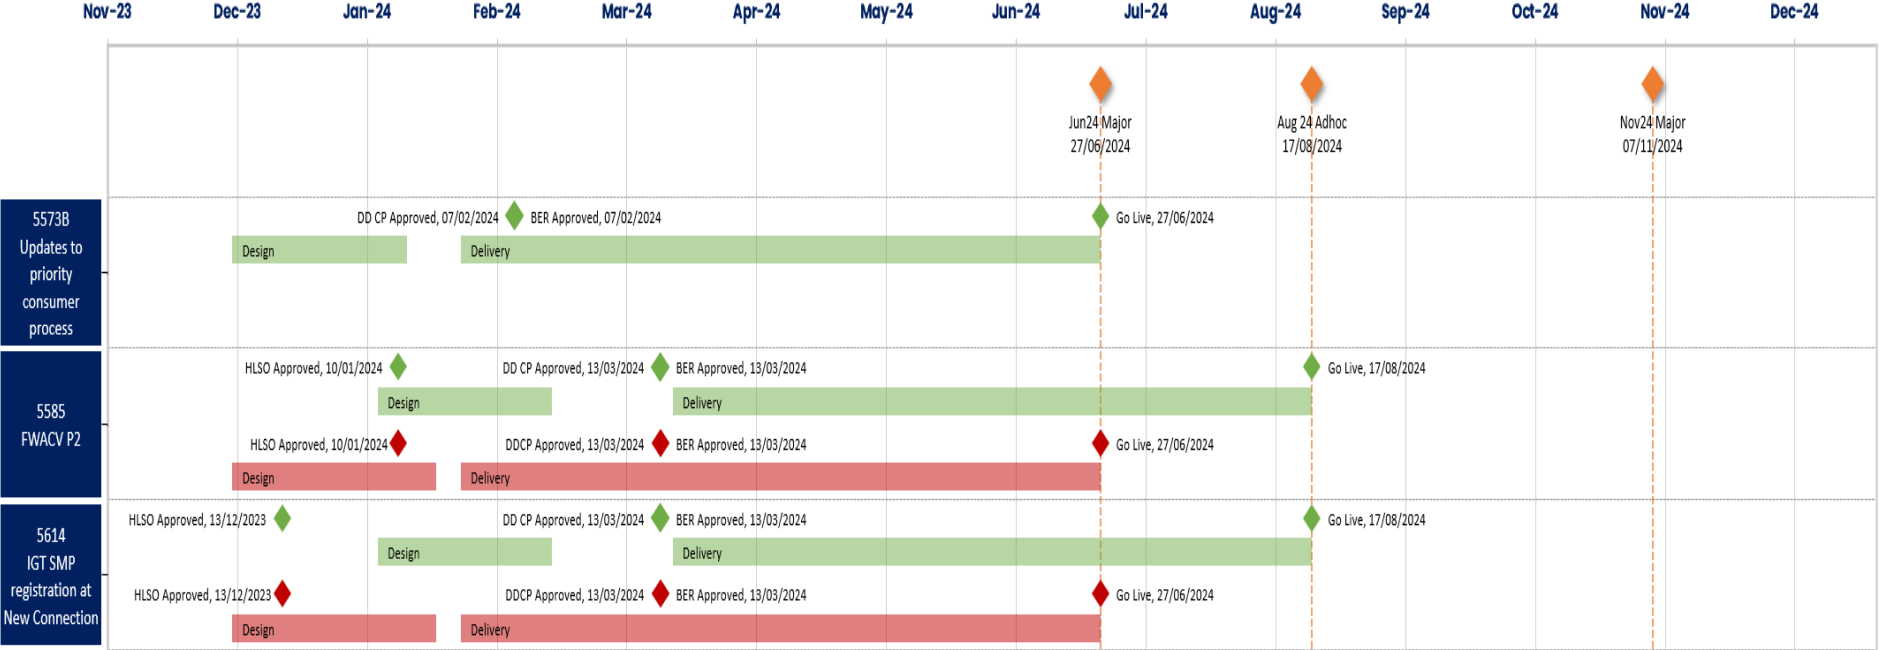 Nov-23 Dec-23 Jan-24 Feb-24 Mar-24 Apr-24 May-24 Jun-24 Jul-24 Aug-24 Sep-24 Oct-24 Nov-24 Dec-24
Jun24 Major
27/06/2024
Aug 24 Adhoc
17/08/2024
Nov24 Major
07/11/2024
5573B
Updates to
priority
consumer
process
DD CP Approved, 07/02/2024
BER Approved, 07/02/2024
Go Live, 27/06/2024
Design
Delivery
5585
FWACV P2
HLSO Approved, 10/01/2024
DD CP Approved, 13/03/2024
BER Approved, 13/03/2024
Go Live, 17/08/2024
Design
Delivery
HLSO Approved, 10/01/2024
DDCP Approved, 13/03/2024
BER Approved, 13/03/2024
Go Live, 27/06/2024
Design
Delivery
5614
IGT SMP
registration at
New Connection
HLSO Approved, 13/12/2023
DD CP Approved, 13/03/2024
BER Approved, 13/03/2024
Go Live, 17/08/2024
Design
Delivery
HLSO Approved, 13/12/2023
DDCP Approved, 13/03/2024
BER Approved, 13/03/2024
Go Live, 27/06/2024
Design
Delivery